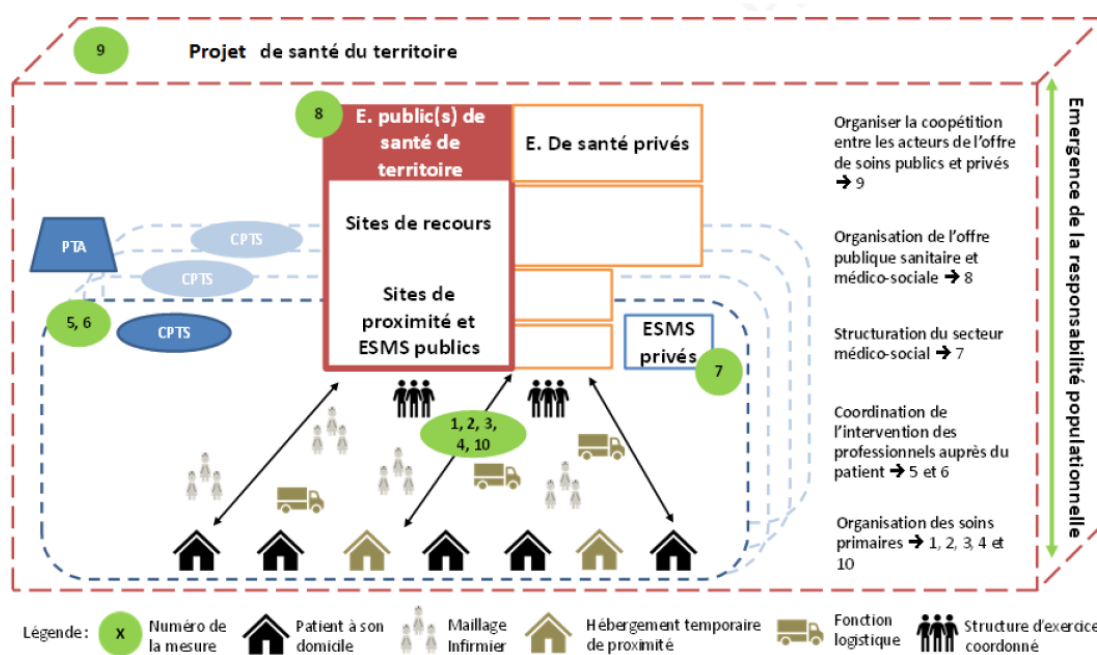 9
Projet de santé du territoire
8
E. public(s) de
santé de
territoire
E. De santé privés
Sites de recours
Sites de
proximité et
ESMS publics
PTA
CPTS
CPTS
CPTS
5, 6
ESMS
privés
7
1, 2, 3,
4, 10
Organiser la coopétition
entre les acteurs de l'offre
de soins publics et privés
➔ 9
Organisation de l'offre
publique sanitaire et
médico-sociale ➔ 8
Structuration du secteur
médico-social ➔ 7
Coordination de
l'intervention des
professionnels auprès du
patient ➔ 5 et 6
Organisation des soins
primaires ➔ 1, 2, 3, 4 et
10
Emergence de la responsabilité populationnelle
Légende :
X
Numéro de
la mesure
Patient à son
domicile
Maillage
Infirmier
Hébergement temporaire
de proximité
Fonction
logistique
Structure d'exercice
coordonné